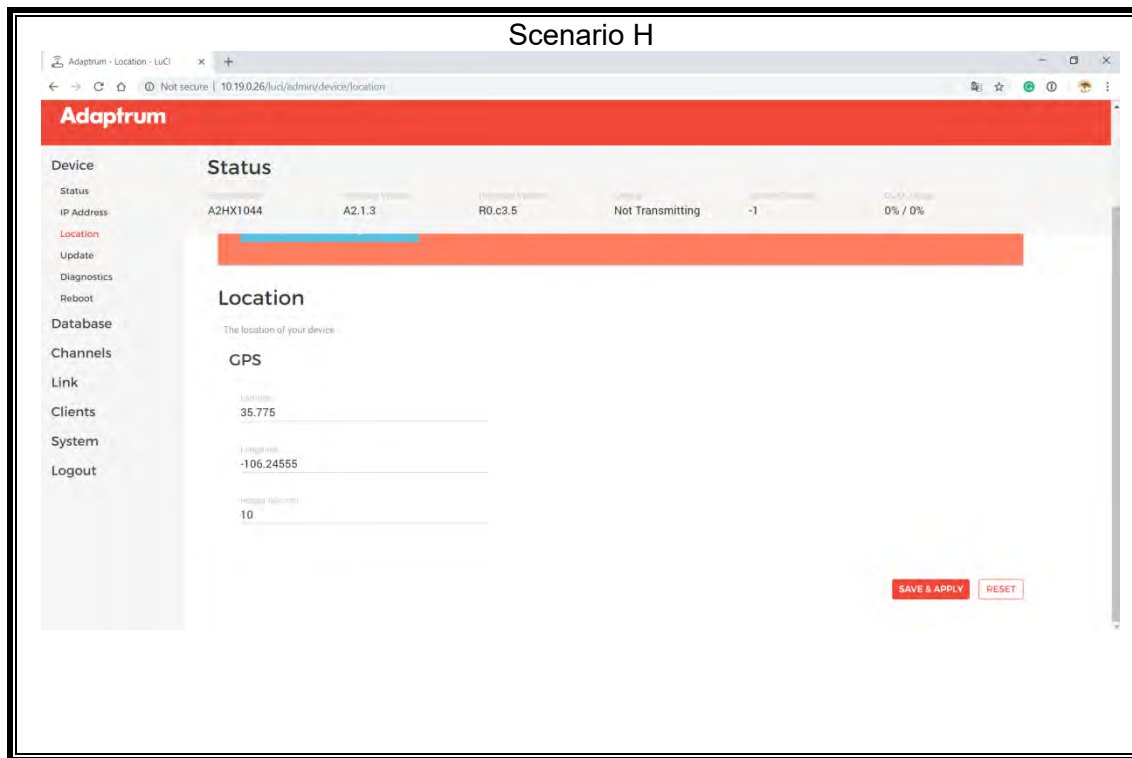 Scenario H
Adaptrum - Location - LuCI
Not secure | 10.19.0.26/luci/admin/device/location
Adaptrum
Device
Status
IP Address
Location
Update
Diagnostics
Reboot
Database
Channels
Link
Clients
System
Logout
Status
A2HX1044 A2.1.3 R0.c3.5 Not Transmitting -1 0% / 0%
Location
The location of your device
GPS
Latitude
35.775
Longitude
-106.24555
10
SAVE & APPLY RESET